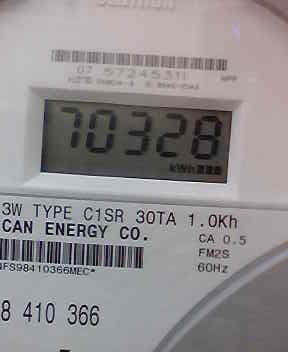 07 57245311
70328
kWh
3W TYPE C1SR 30TA 1.0Kh
CAN ENERGY CO.
CA 0.5
FM2S
NFS98410366MEC*
60Hz
8 410 366